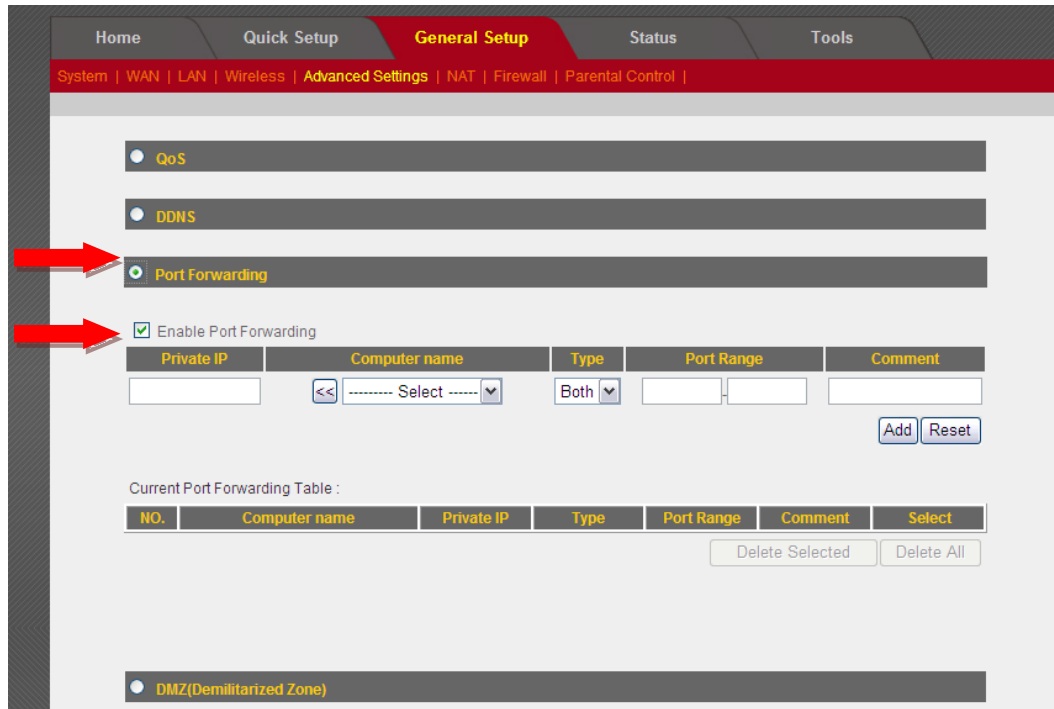 Home Quick Setup General Setup Status Tools
System | WAN | LAN | Wireless | Advanced Settings | NAT | Firewall | Parental Control |
QoS
DDNS
Port Forwarding
Enable Port Forwarding
Private IP Computer name Type Port Range Comment
<< --------- Select ------ Both -
Add Reset
Current Port Forwarding Table :
NO. Computer name Private IP Type Port Range Comment Select
Delete Selected Delete All
DMZ(Demilitarized Zone)